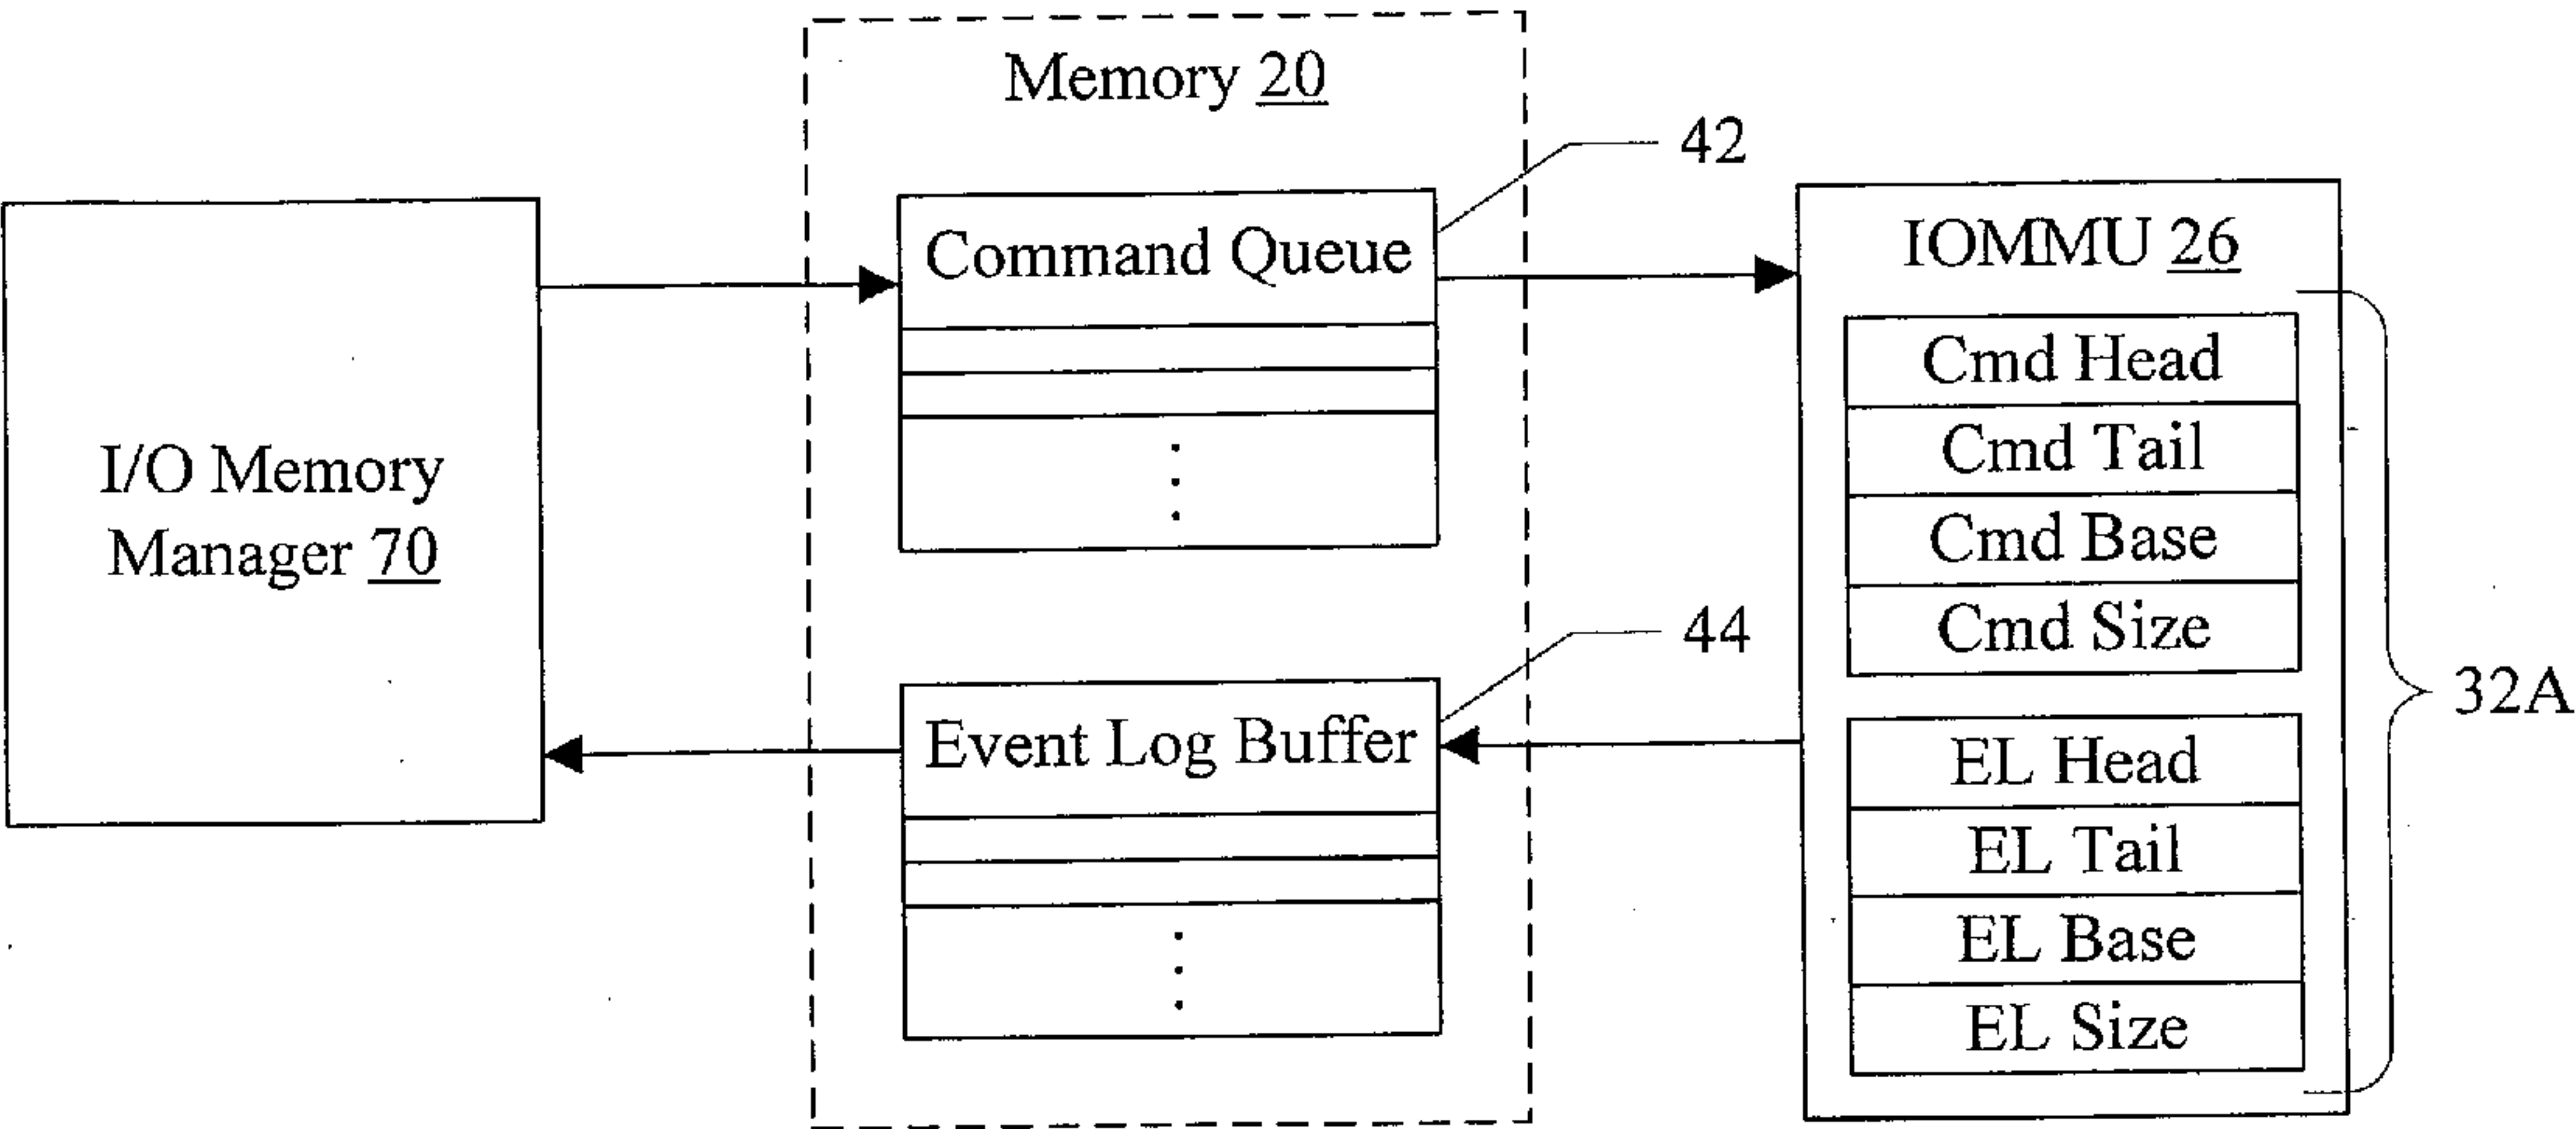 Memory 20
42
Command Queue
IOMMU 26
Cmd Head
Cmd Tail
Cmd Base
Cmd Size
I/O Memory
Manager 70
44
Event Log Buffer
32A
EL Head
EL Tail
EL Base
EL Size